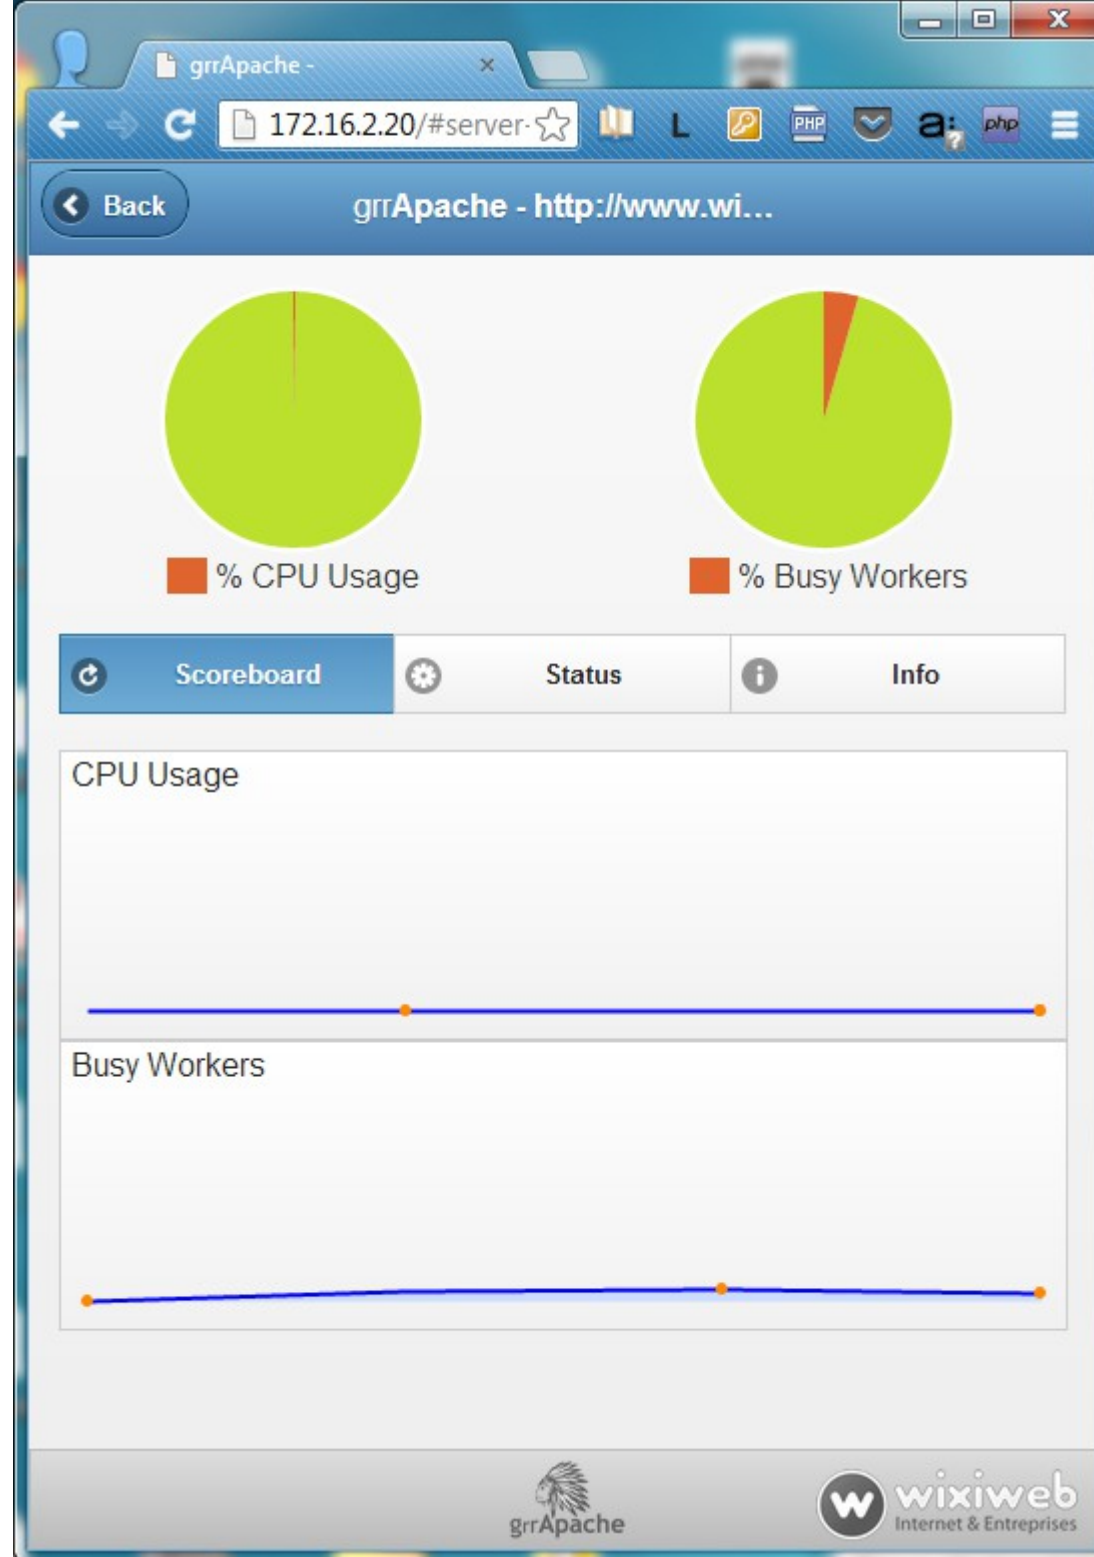 grrApache -
172.16.2.20/#server-
L
PHP
a:
?
php
Back
grrApache - http://www.wi...
% CPU Usage
% Busy Workers
Scoreboard
Status
Info
CPU Usage
Busy Workers
grrApache
w
wixiweb
Internet & Entreprises